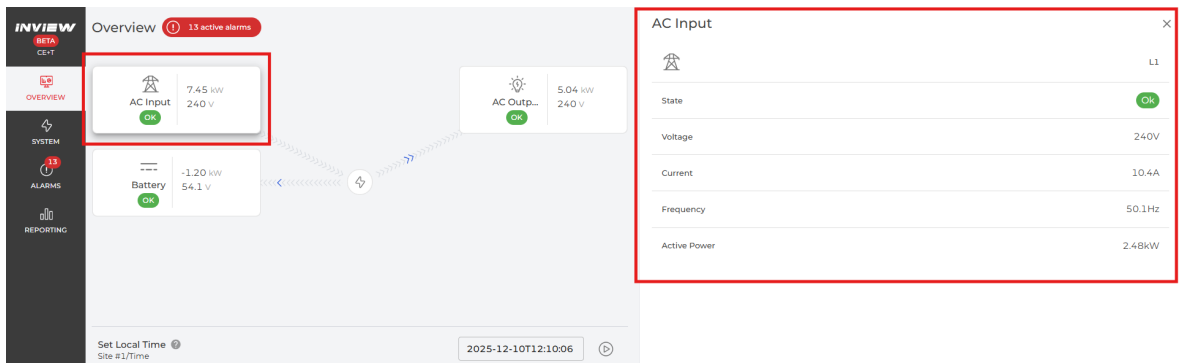 INVIEW
BETA
CE+T
OVERVIEW
SYSTEM
13
ALARMS
REPORTING
Overview
! 13 active alarms
AC Input
OK
7.45 kW
240 V
AC Outp...
OK
5.04 kW
240 V
Battery
OK
-1.20 kW
54.1 V
Set Local Time ?
Site #1/Time
2025-12-10T12:10:06
AC Input ×
L1
State Ok
Voltage 240V
Current 10.4A
Frequency 50.1Hz
Active Power 2.48kW